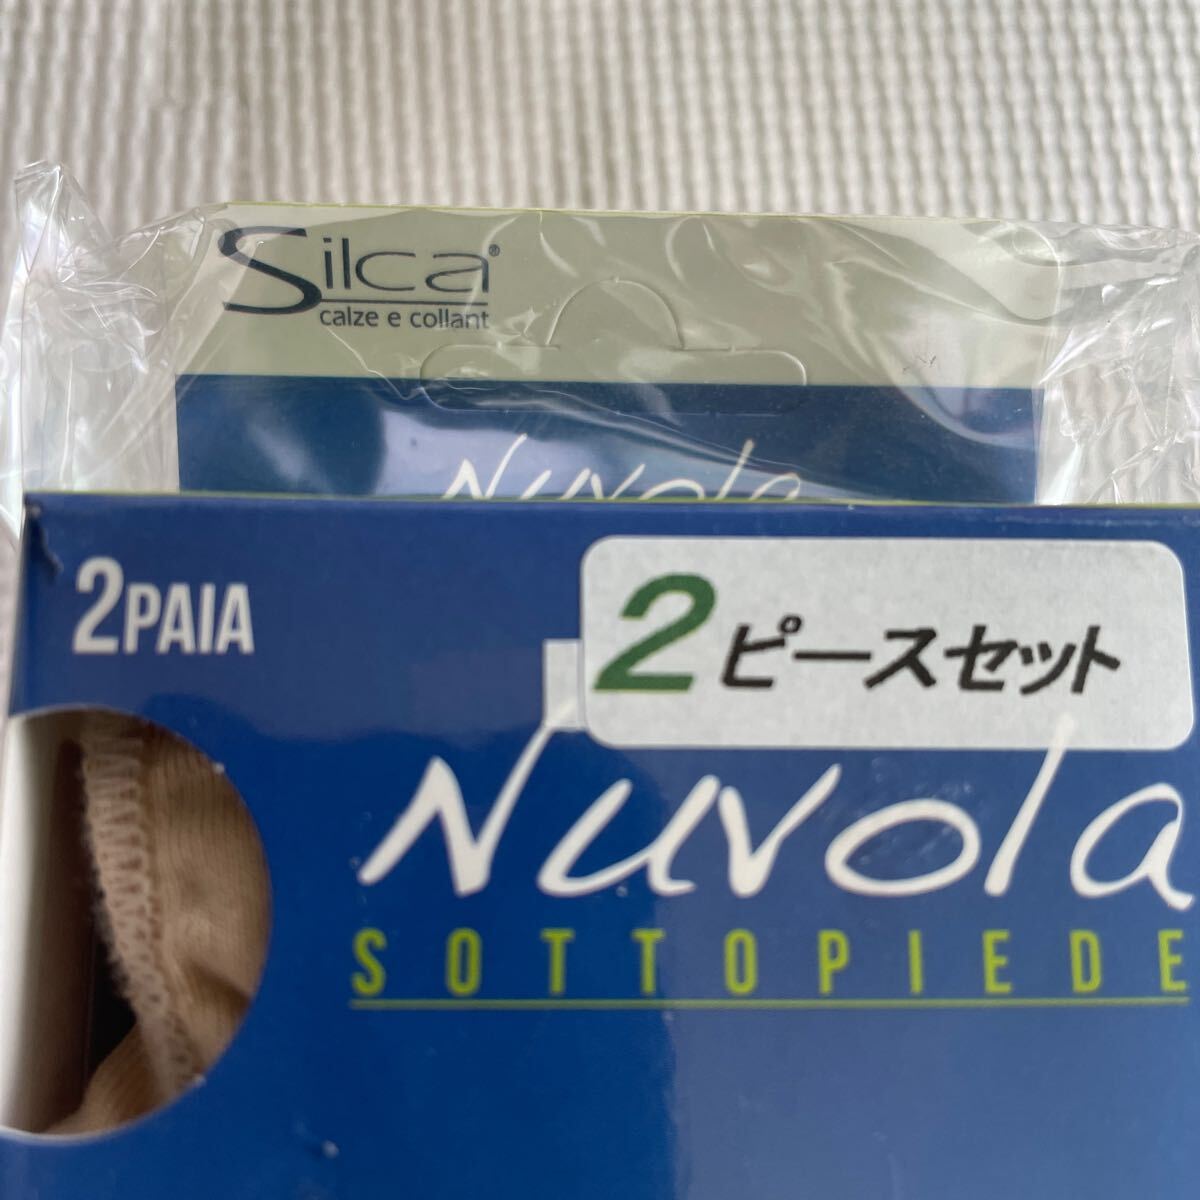 Silca®
calze e collant
Nuvola
2PAIA
2ピースセット
Nuvola
SOTTOPIEDE